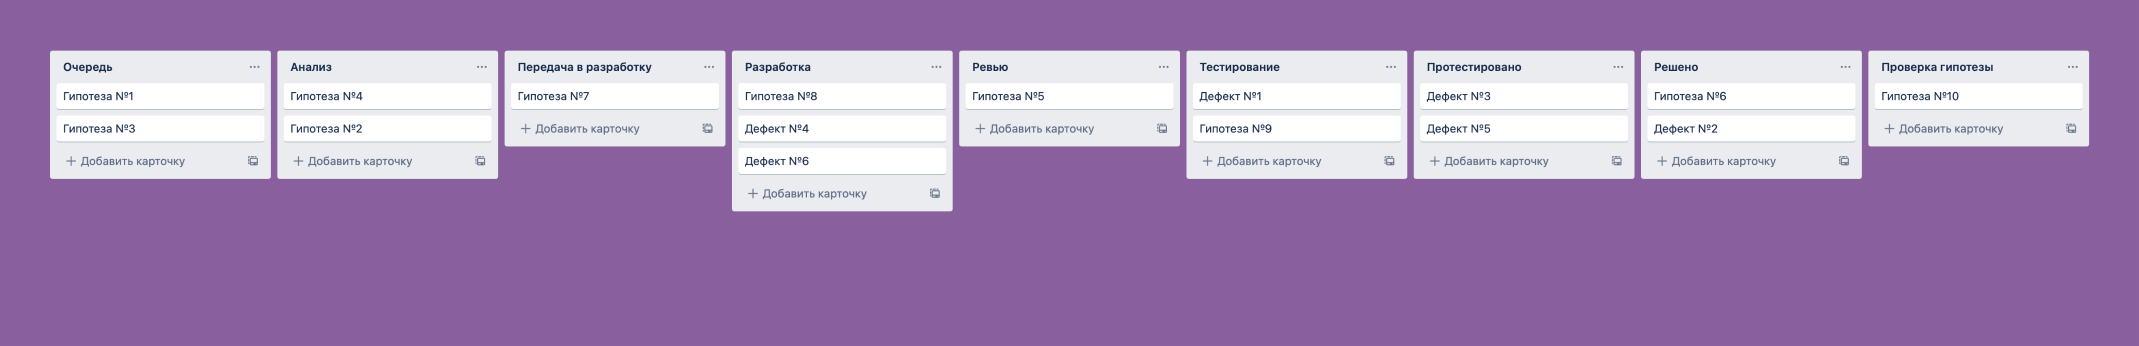 Очередь
Гипотеза №1
Гипотеза №3
Добавить карточку
Анализ
Гипотеза №4
Гипотеза №2
Добавить карточку
Передача в разработку
Гипотеза №7
Добавить карточку
Разработка
Гипотеза №8
Дефект №4
Дефект №6
Добавить карточку
Ревью
Гипотеза №5
Добавить карточку
Тестирование
Дефект №1
Гипотеза №9
Добавить карточку
Протестировано
Дефект №3
Дефект №5
Добавить карточку
Решено
Гипотеза №6
Дефект №2
Добавить карточку
Проверка гипотезы
Гипотеза №10
Добавить карточку